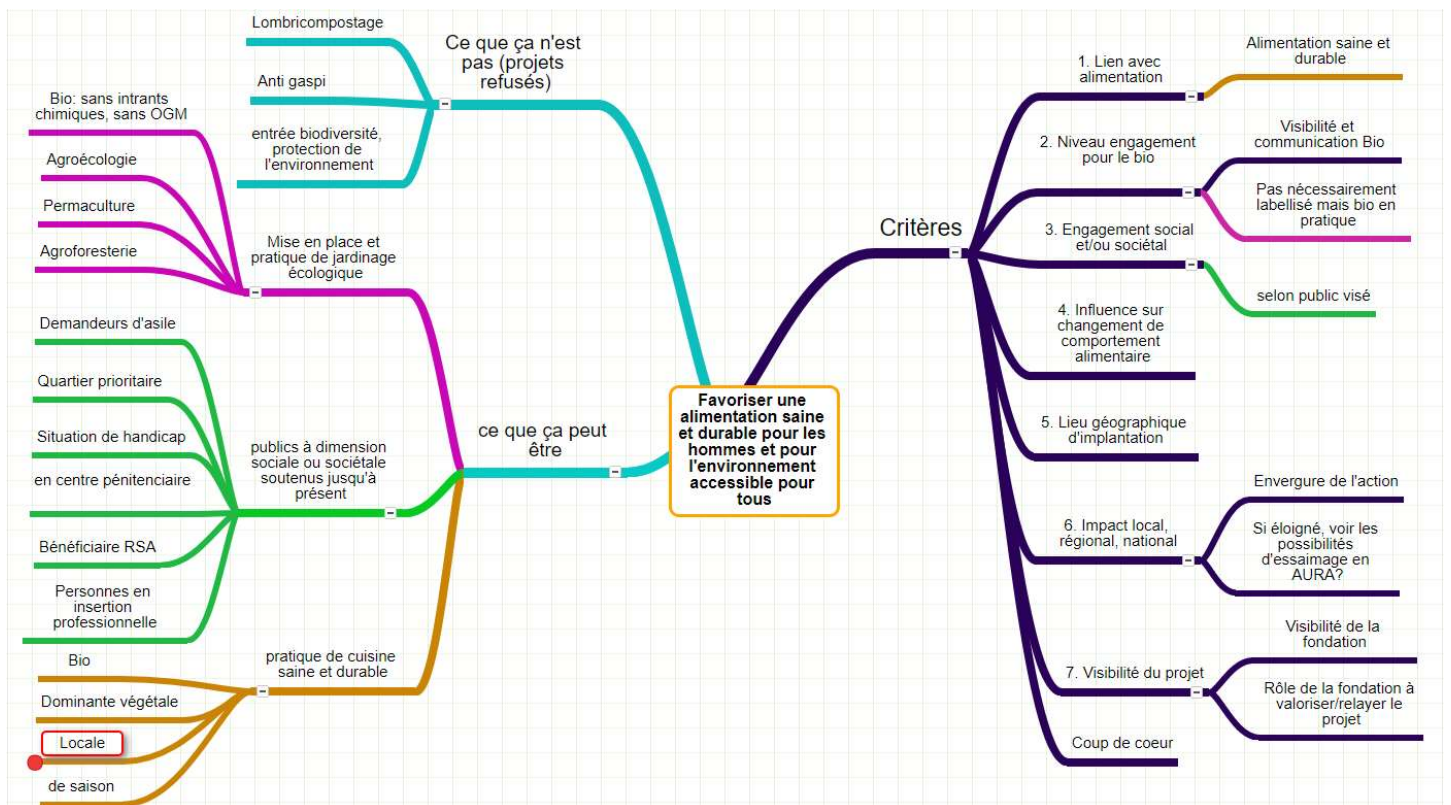 Favoriser une
alimentation saine
et durable pour les
hommes et pour
l'environnement
accessible pour
tous
Ce que ça n'est
pas (projets
refusés)
Lombricompostage
Anti gaspi
entrée biodiversité,
protection de
l'environnement
ce que ça peut
être
Mise en place et
pratique de jardinage
écologique
Bio: sans intrants
chimiques, sans OGM
Agroécologie
Permaculture
Agroforesterie
publics à dimension
sociale ou sociétale
soutenus jusqu'à
présent
Demandeurs d'asile
Quartier prioritaire
Situation de handicap
en centre pénitenciaire
Bénéficiaire RSA
Personnes en
insertion
professionnelle
pratique de cuisine
saine et durable
Bio
Dominante végétale
Locale
de saison
Critères
1. Lien avec
alimentation
Alimentation saine et
durable
2. Niveau engagement
pour le bio
Visibilité et
communication Bio
Pas nécessairement
labellisé mais bio en
pratique
3. Engagement social
et/ou sociétal
selon public visé
4. Influence sur
changement de
comportement
alimentaire
5. Lieu géographique
d'implantation
6. Impact local,
régional, national
Envergure de l'action
Si éloigné, voir les
possibilités
d'essaimage en
AURA?
7. Visibilité du projet
Visibilité de la
fondation
Rôle de la fondation à
valoriser/relayer le
projet
Coup de coeur